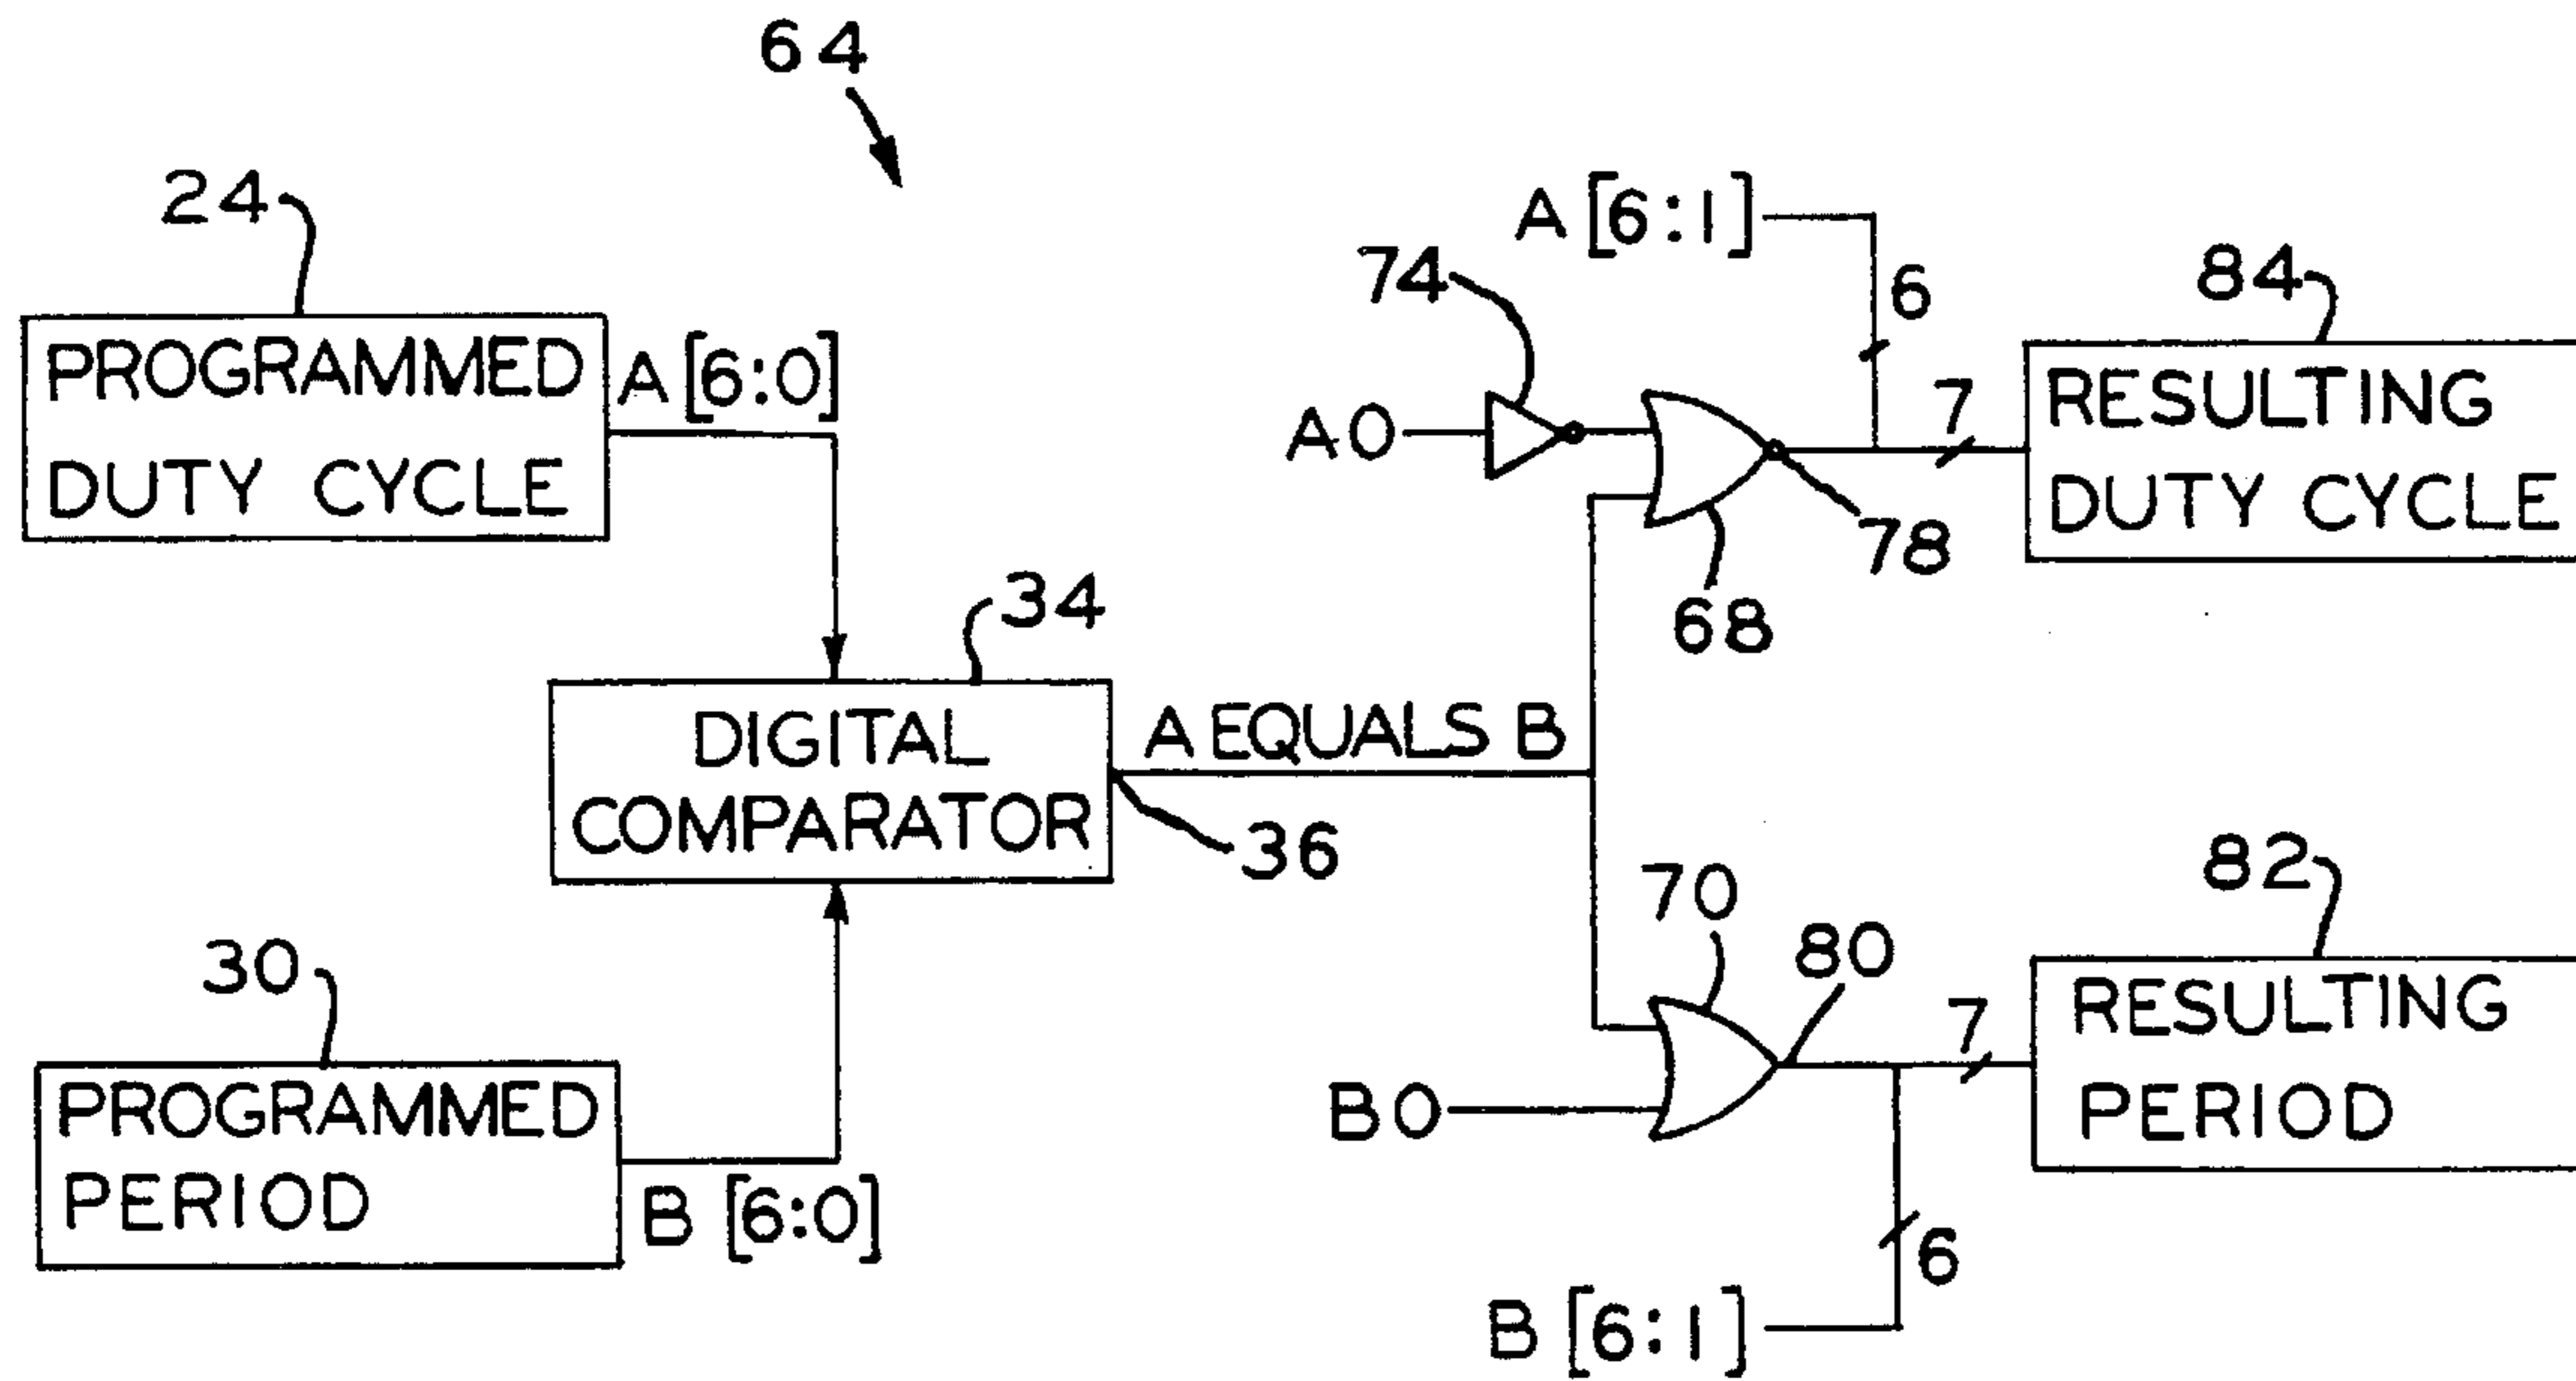 64
24
PROGRAMMED
DUTY CYCLE
A [6:0]
A [6:1]
6
74
A0
7
84
RESULTING
DUTY CYCLE
78
68
34
DIGITAL
COMPARATOR
A EQUALS B
36
30
PROGRAMMED
PERIOD
B [6:0]
70
80
B0
7
82
RESULTING
PERIOD
6
B [6:1]